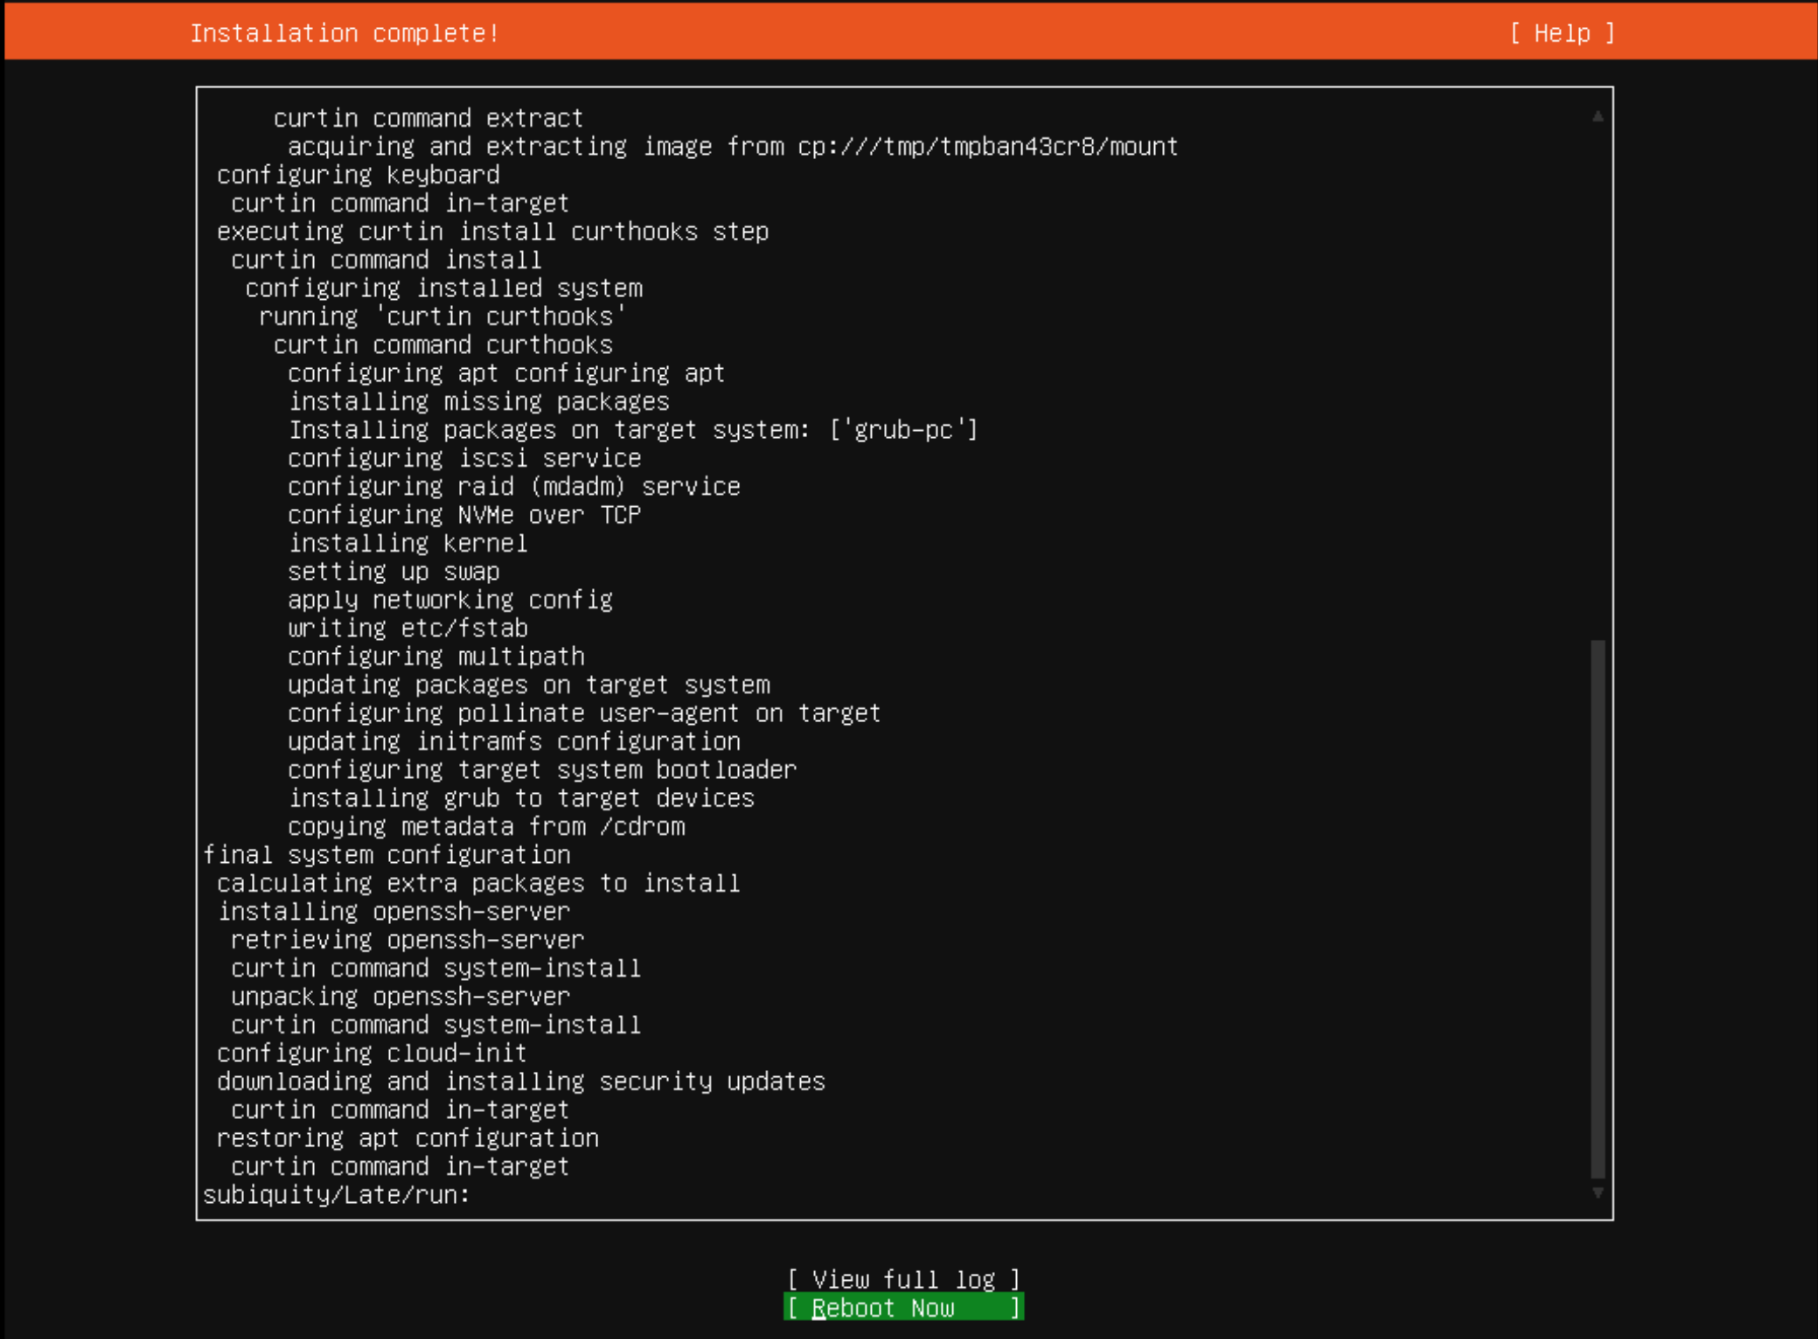 Installation complete! [ Help ]
curtin command extract
acquiring and extracting image from cp:///tmp/tmpban43cr8/mount
configuring keyboard
curtin command in-target
executing curtin install curthooks step
curtin command install
configuring installed system
running 'curtin curthooks'
curtin command curthooks
configuring apt configuring apt
installing missing packages
Installing packages on target system: ['grub-pc']
configuring iscsi service
configuring raid (mdadm) service
configuring NVMe over TCP
installing kernel
setting up swap
apply networking config
writing etc/fstab
configuring multipath
updating packages on target system
configuring pollinate user-agent on target
updating initramfs configuration
configuring target system bootloader
installing grub to target devices
copying metadata from /cdrom
final system configuration
calculating extra packages to install
installing openssh-server
retrieving openssh-server
curtin command system-install
unpacking openssh-server
curtin command system-install
configuring cloud-init
downloading and installing security updates
curtin command in-target
restoring apt configuration
curtin command in-target
subiquity/Late/run:
[ View full log ]
[ Reboot Now ]